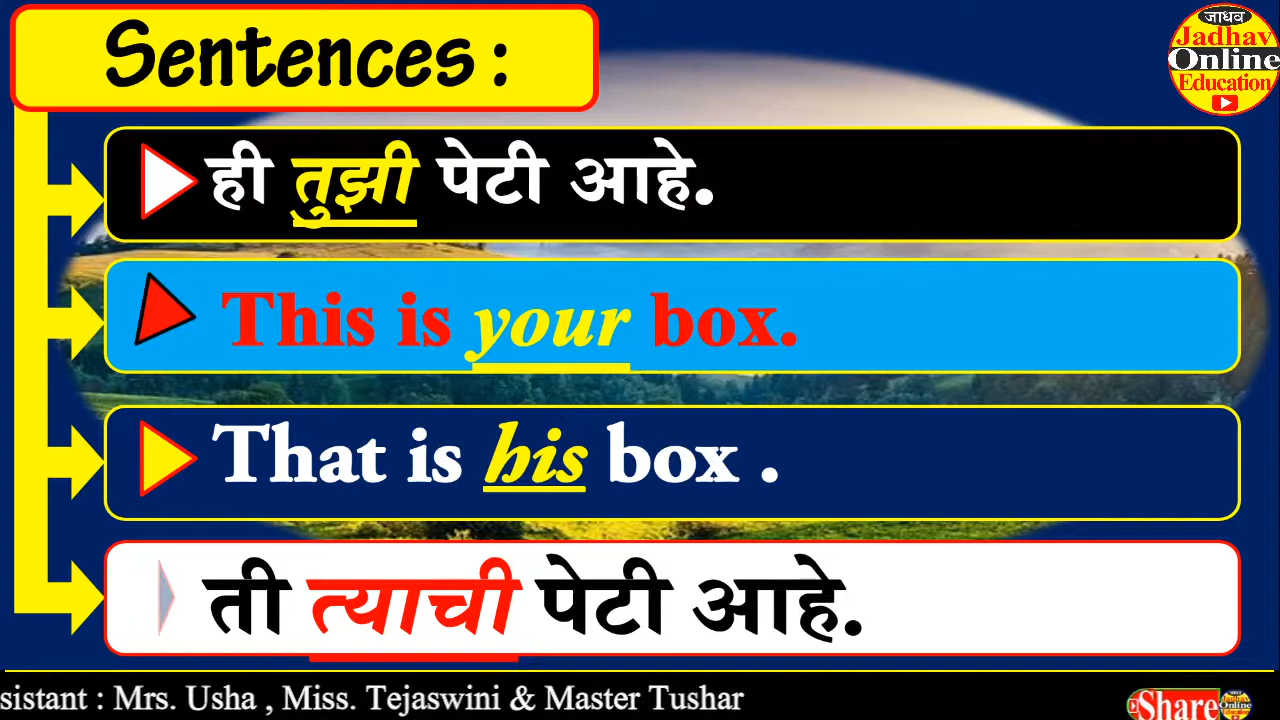 Sentences :
जाधव
Jadhav
Online
Education
ही तुझी पेटी आहे.
This is your box.
That is his box .
ती त्याची पेटी आहे.
sistant : Mrs. Usha , Miss. Tejaswini & Master Tushar
Share